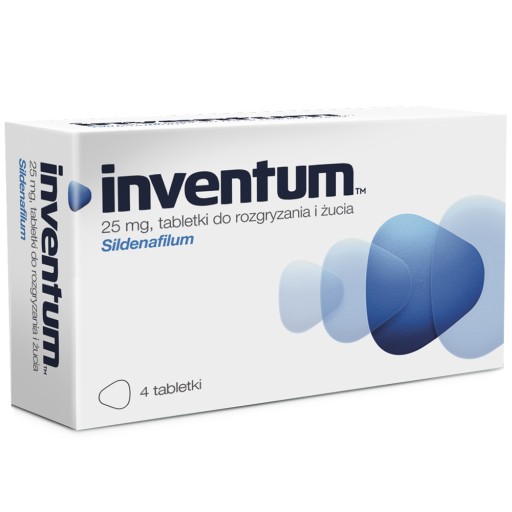 inventum™
25 mg, tabletki do rozgryzania i żucia
Sildenafilum
4 tabletki
inventum™
25 mg, tabletki do rozgryzania i żucia
Sildenafilum